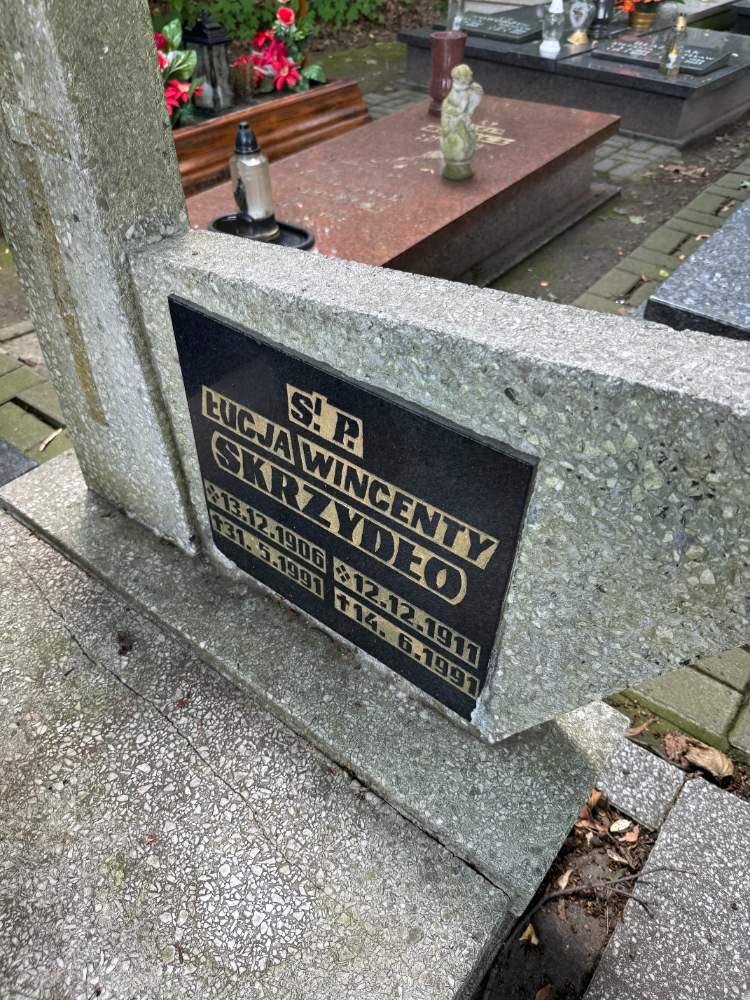 Ś. P.
ŁUCJA WINCENTY
SKRZYDŁO
13.12.1906 12.12.1911
✝31. 5.1991 ✝14. 6.1991